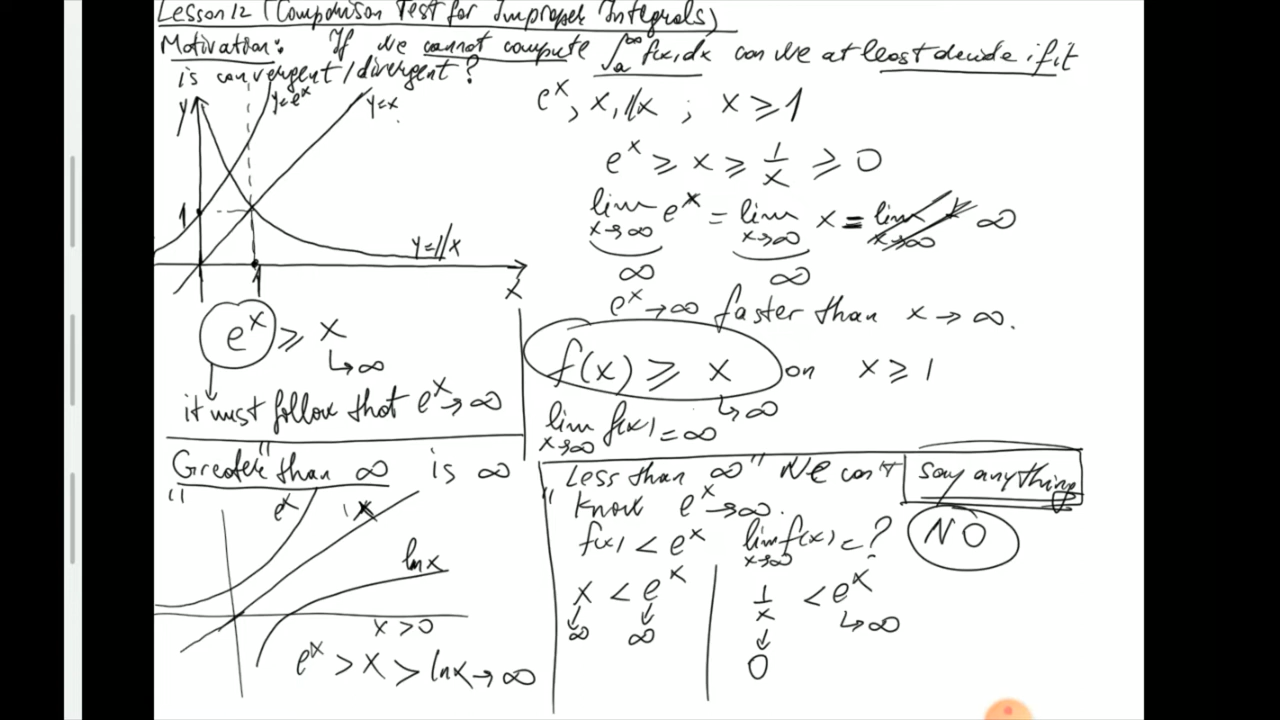 Lesson 12 (Comparison Test for Improper Integrals)
Motivation: If we cannot compute ∫ₐ^∞ f(x)dx can we at least decide if it
is convergent/divergent?
y=e^x
y=x
y
1
y=1/x
1
x
e^x, x, 1/x ; x ≥ 1
e^x ≥ x ≥ 1/x ≥ 0
lim x→∞ e^x = lim x→∞ x = ∞
∞ ∞
e^x → ∞ faster than x → ∞.
e^x ≥ x
↳ ∞
it must follow that e^x → ∞
f(x) ≥ x on x ≥ 1
↳ ∞
lim x→∞ f(x) = ∞
"Greater" than ∞ is ∞
e^x
x
ln x
x > 0
e^x > x > ln x → ∞
"Less than ∞" We can't say anything
know e^x → ∞.
f(x) < e^x lim x→∞ f(x) = ? NO
x < e^x
∞ ∞
1/x < e^x
↳ ∞
0